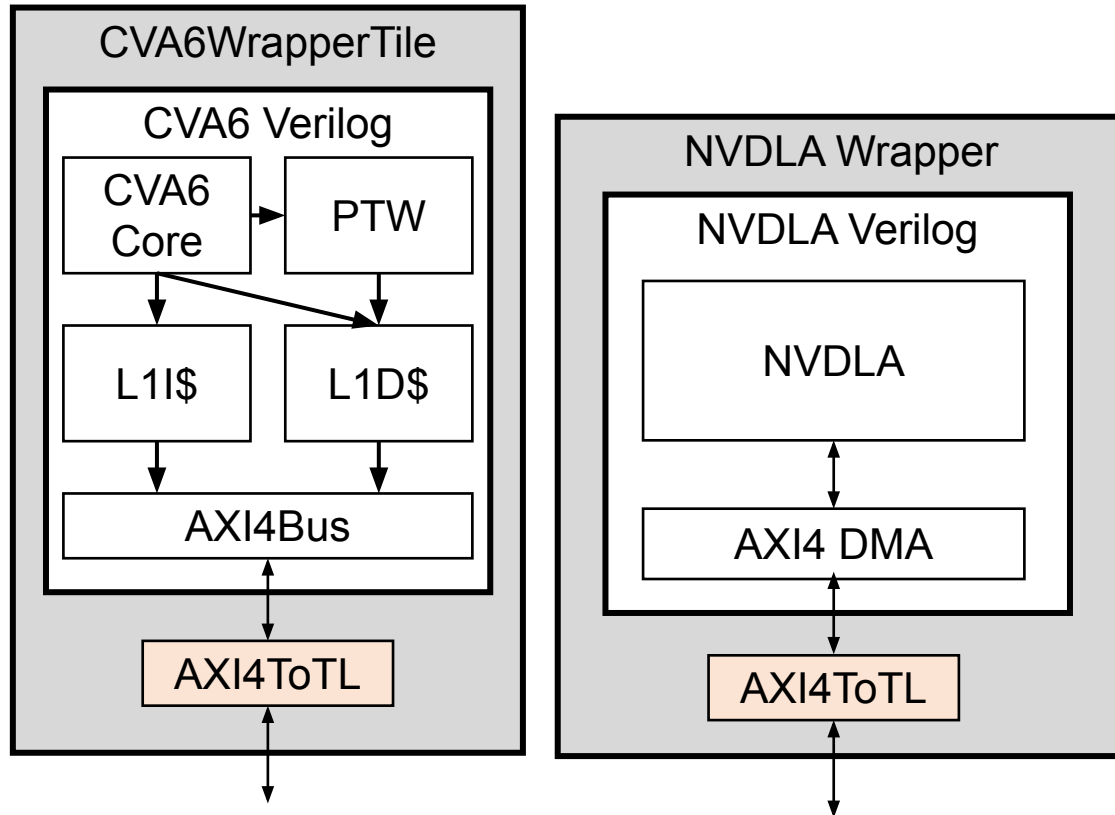 CVA6WrapperTile
CVA6 Verilog
CVA6
Core
PTW
L1I$
L1D$
AXI4Bus
AXI4ToTL
NVDLA Wrapper
NVDLA Verilog
NVDLA
AXI4 DMA
AXI4ToTL